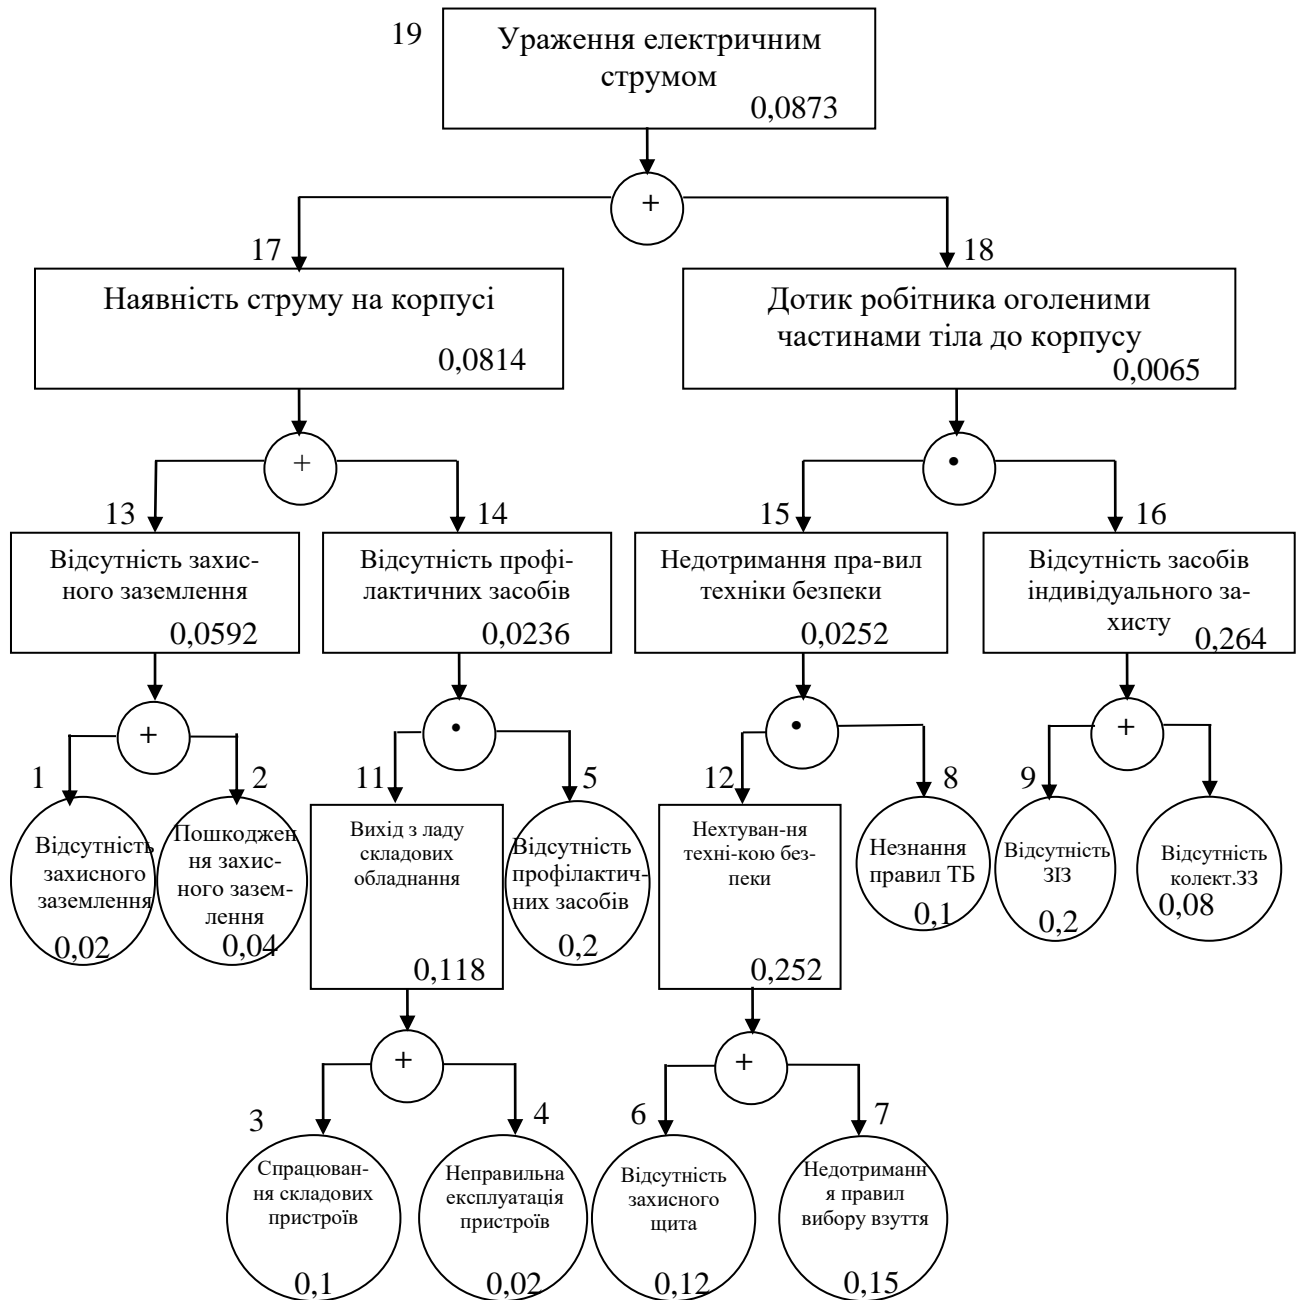 19
Ураження електричним
струмом
0,0873
+
17
18
Наявність струму на корпусі
0,0814
Дотик робітника оголеними
частинами тіла до корпусу
0,0065
+
•
13
14
15
16
Відсутність захис-
ного заземлення
0,0592
Відсутність профі-
лактичних засобів
0,0236
Недотримання пра-вил
техніки безпеки
0,0252
Відсутність засобів
індивідуального за-
хисту
0,264
+
•
•
+
1
2
11
5
12
8
9
Відсутність
захисного
заземлення
0,02
Пошкоджен
ня захис-
ного зазем-
лення
0,04
Вихід з ладу
складових
обладнання
0,118
Відсутність
профілактич-
них засобів
0,2
Нехтуван-ня
техні-кою без-
пеки
0,252
Незнання
правил ТБ
0,1
Відсутність
ЗІЗ
0,2
Відсутність
колект.ЗЗ
0,08
+
+
3
4
6
7
Спрацюван-
ня складових
пристроїв
0,1
Неправильна
експлуатація
пристроїв
0,02
Відсутність
захисного
щита
0,12
Недотриманн
я правил
вибору взуття
0,15